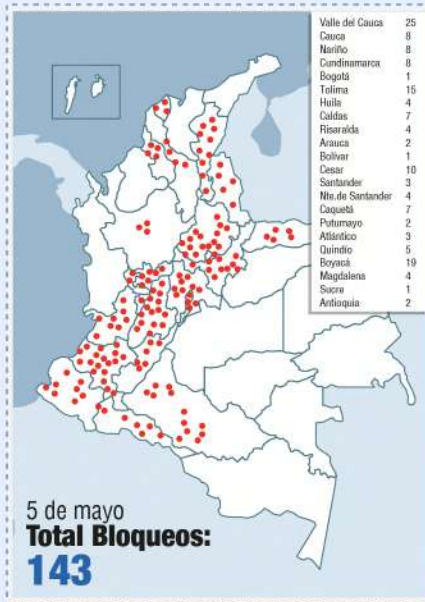 Valle del Cauca 25
Cauca 8
Nariño 8
Cundinamarca 8
Bogotá 1
Tolima 15
Huila 4
Caldas 7
Risaralda 4
Arauca 2
Bolívar 1
Cesar 10
Santander 3
Nte.de Santander 4
Caquetá 7
Putumayo 2
Atlántico 3
Quindío 5
Boyacá 19
Magdalena 4
Sucre 1
Antioquia 2
5 de mayo
Total Bloqueos:
143